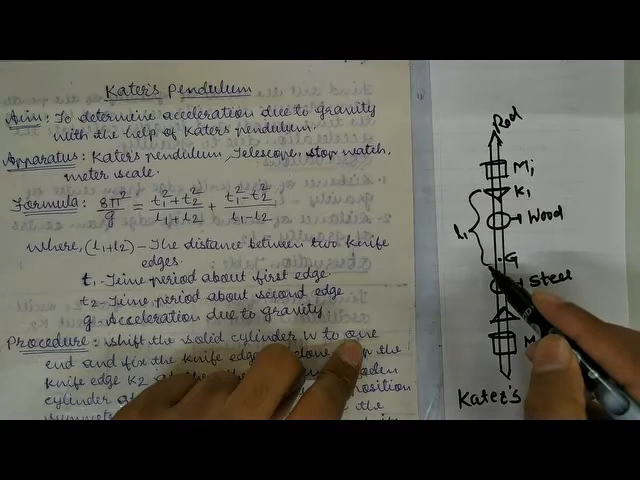 Kater's Pendulum
Aim: To determine acceleration due to gravity
with the help of Kater's pendulum.
Apparatus: Kater's pendulum, Telescope, stop watch,
meter scale.
Formula: 8π²/g = (t₁²+t₂²)/(l₁+l₂) + (t₁²-t₂²)/(l₁-l₂)
Where, (l₁+l₂) - The distance between two knife
edges.
t₁ - Time period about first edge.
t₂ - Time period about second edge
g - Acceleration due to gravity
Procedure: Shift the solid cylinder W to one
end and fix the knife edge the
knife edge K₂ at
cylinder at position
the
Rod
M₁
K₁
Wood
l₁
G
Steel
M
Kater's